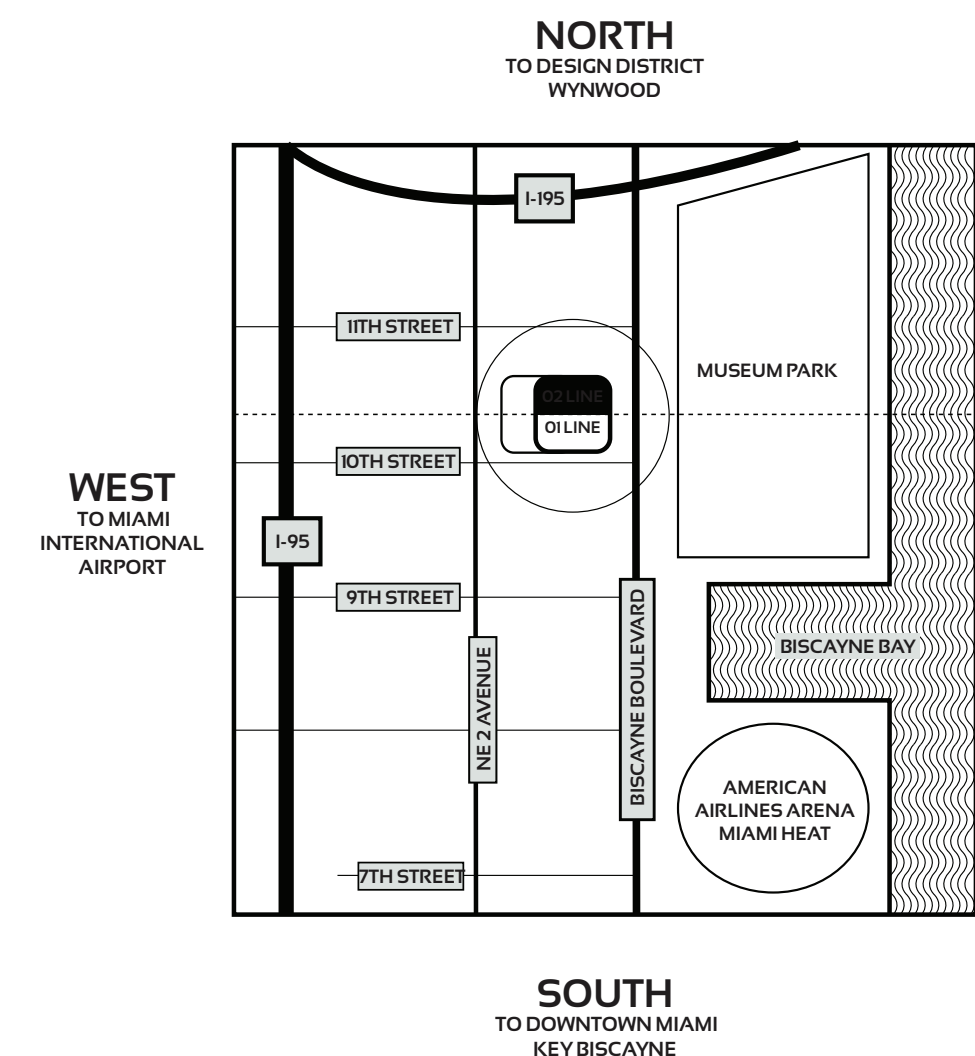 NORTH
TO DESIGN DISTRICT
WYNWOOD
I-195
11TH STREET
MUSEUM PARK
02 LINE
01 LINE
10TH STREET
WEST
TO MIAMI
INTERNATIONAL
AIRPORT
I-95
9TH STREET
BISCAYNE BOULEVARD
BISCAYNE BAY
NE 2 AVENUE
AMERICAN
AIRLINES ARENA
MIAMI HEAT
7TH STREET
SOUTH
TO DOWNTOWN MIAMI
KEY BISCAYNE